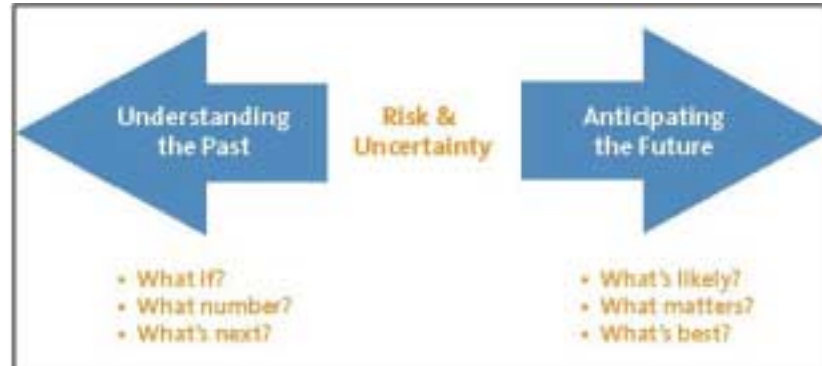 Understanding
the Past
Risk &
Uncertainty
Anticipating
the Future
• What if?
• What number?
• What's next?
• What's likely?
• What matters?
• What's best?